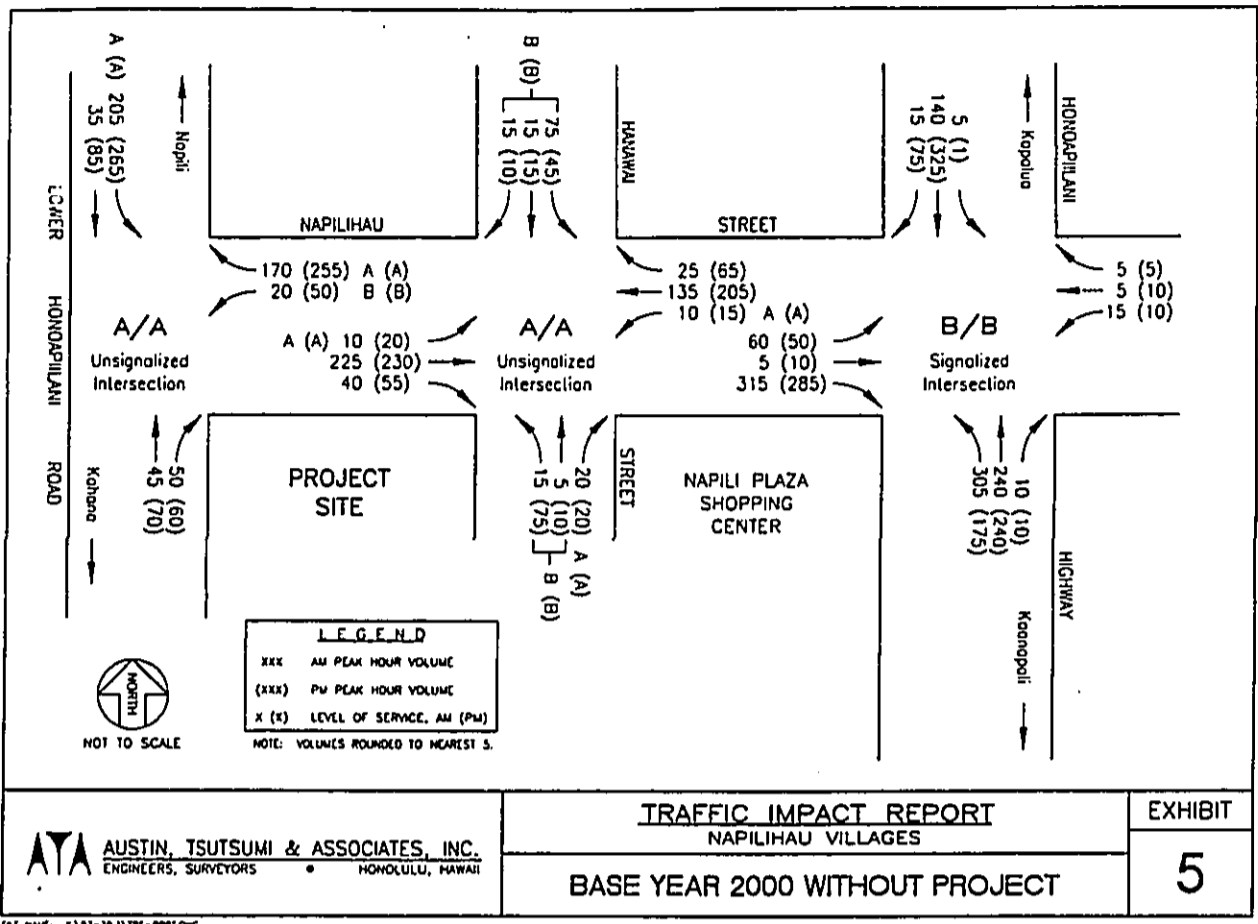 A (A) 205 (265)
35 (85)
Napili
B (B)
75 (45)
15 (15)
15 (10)
HANAWAI
5 (1)
140 (325)
15 (75)
Kapalua
HONOAPIILANI
LOWER
HONOAPIILANI
ROAD
NAPILIHAU
STREET
170 (255) A (A)
20 (50) B (B)
25 (65)
135 (205)
10 (15) A (A)
5 (5)
5 (10)
15 (10)
A/A
Unsignalized
Intersection
A (A) 10 (20)
225 (230)
40 (55)
A/A
Unsignalized
Intersection
60 (50)
5 (10)
315 (285)
B/B
Signalized
Intersection
Kahana
50 (60)
45 (70)
PROJECT
SITE
20 (20) A (A)
5 (10)
15 (75)
B (B)
STREET
NAPILI PLAZA
SHOPPING
CENTER
10 (10)
240 (240)
305 (175)
HIGHWAY
Kaanapali
LEGEND
XXX AM PEAK HOUR VOLUME
(XXX) PM PEAK HOUR VOLUME
X (X) LEVEL OF SERVICE, AM (PM)
NOTE: VOLUMES ROUNDED TO NEAREST 5.
NORTH
NOT TO SCALE
ATA AUSTIN, TSUTSUMI & ASSOCIATES, INC.
ENGINEERS, SURVEYORS • HONOLULU, HAWAII
TRAFFIC IMPACT REPORT
NAPILIHAU VILLAGES
BASE YEAR 2000 WITHOUT PROJECT
EXHIBIT
5